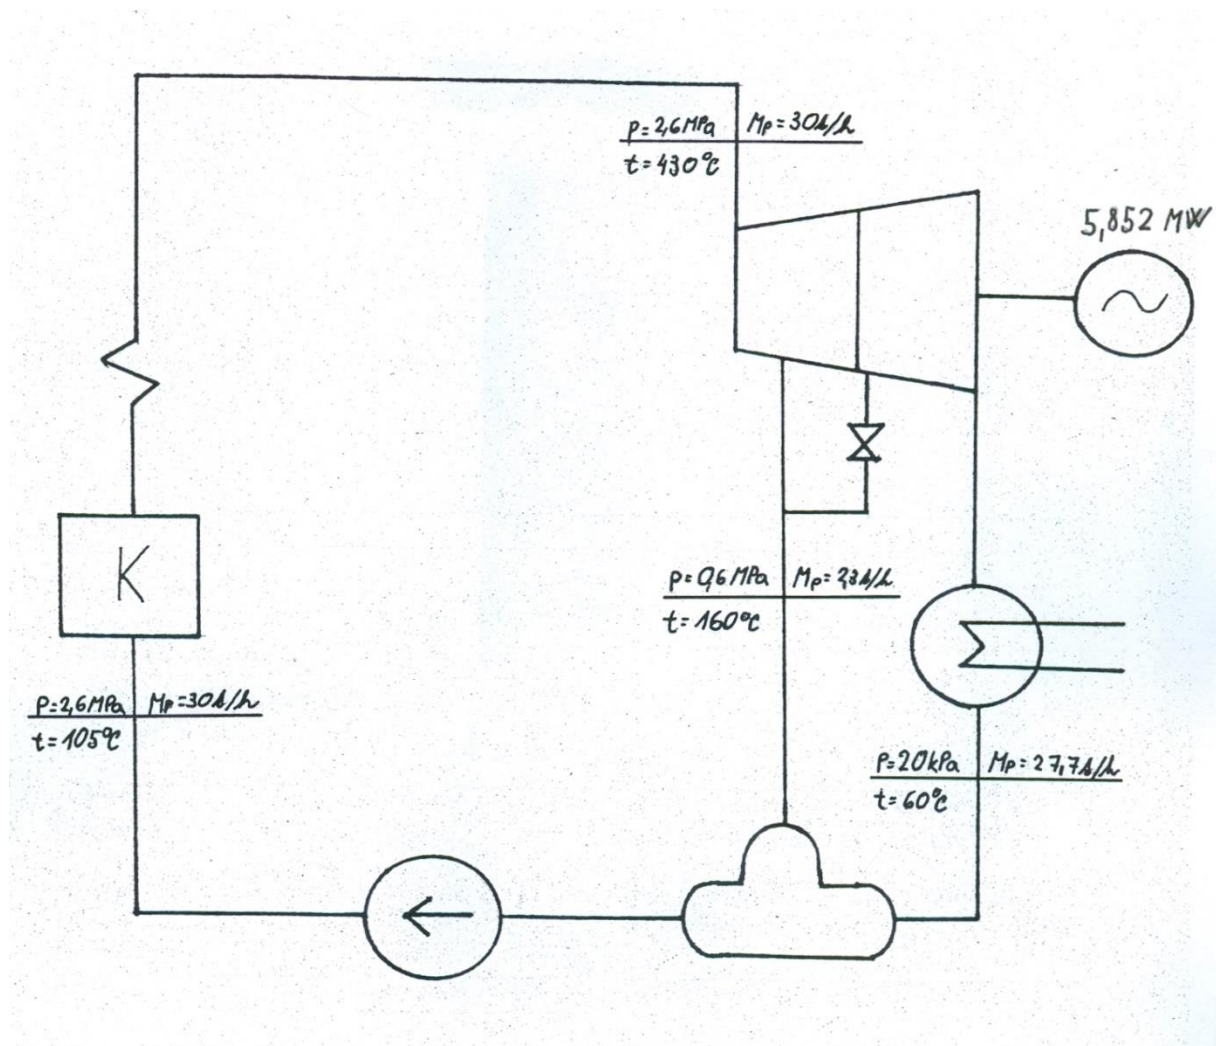 p=2,6MPa Mp=30t/h
t=430°C
5,852 MW
K
p=0,6MPa Mp=2,3t/h
t=160°C
p=2,6MPa Mp=30t/h
t=105°C
p=20kPa Mp=27,7t/h
t=60°C